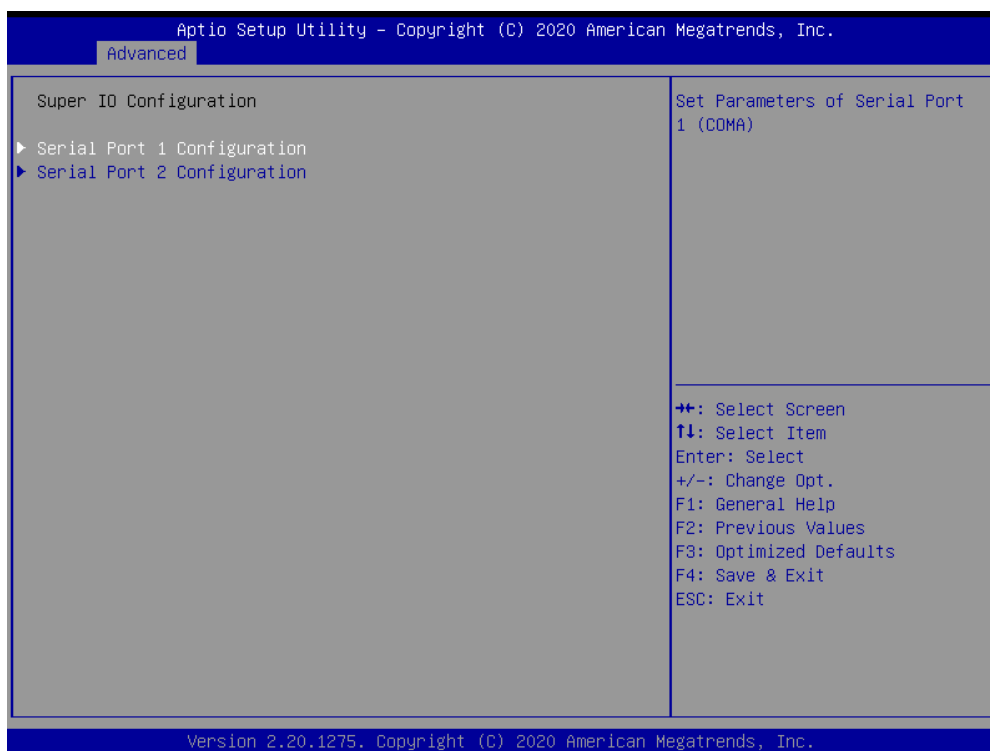 Aptio Setup Utility – Copyright (C) 2020 American Megatrends, Inc.
Advanced
Super IO Configuration
Serial Port 1 Configuration
Serial Port 2 Configuration
Set Parameters of Serial Port
1 (COMA)
→←: Select Screen
↑↓: Select Item
Enter: Select
+/-: Change Opt.
F1: General Help
F2: Previous Values
F3: Optimized Defaults
F4: Save & Exit
ESC: Exit
Version 2.20.1275. Copyright (C) 2020 American Megatrends, Inc.